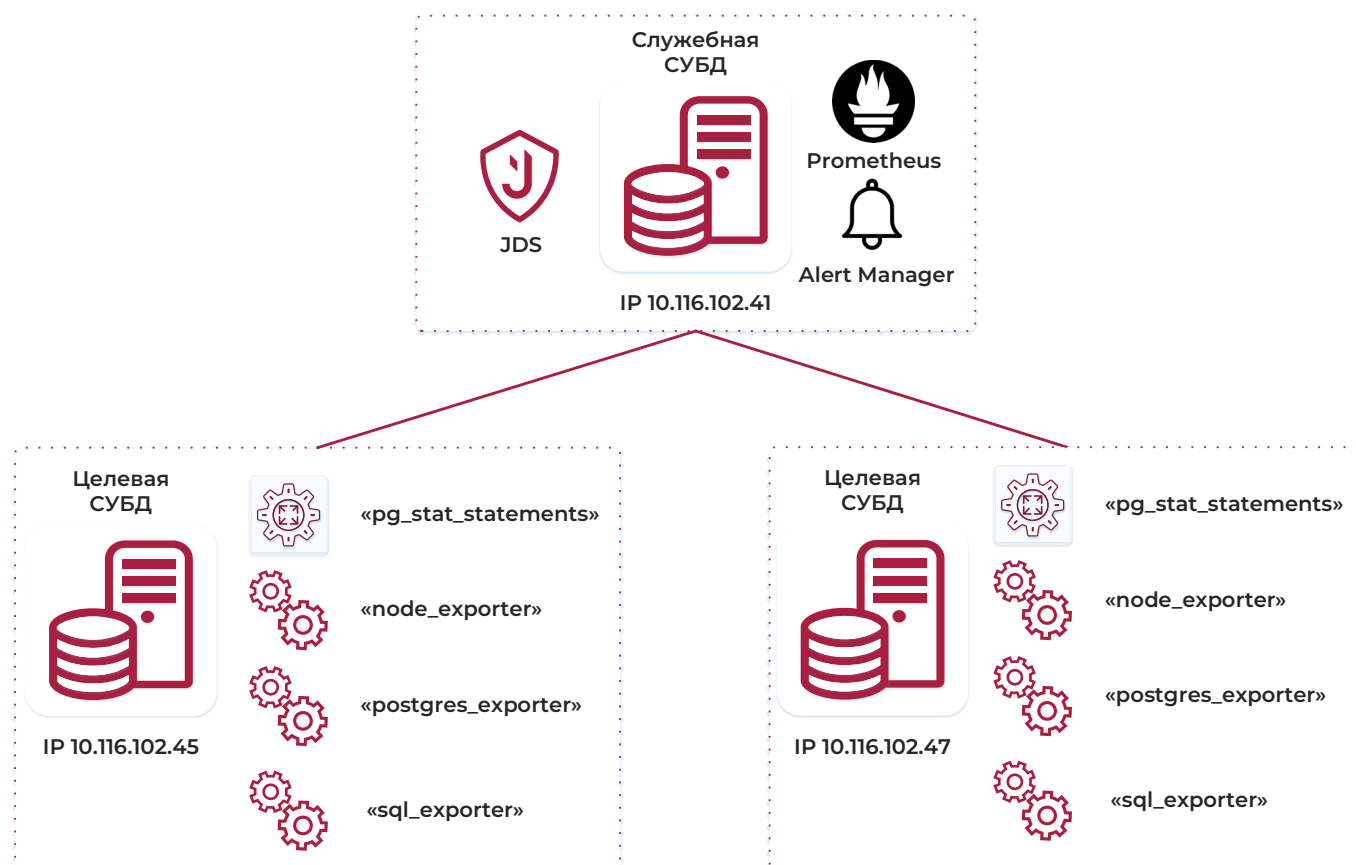 Служебная
СУБД
Prometheus
JDS
Alert Manager
IP 10.116.102.41
Целевая
СУБД
«pg_stat_statements»
«node_exporter»
«postgres_exporter»
IP 10.116.102.45
«sql_exporter»
Целевая
СУБД
«pg_stat_statements»
«node_exporter»
«postgres_exporter»
IP 10.116.102.47
«sql_exporter»